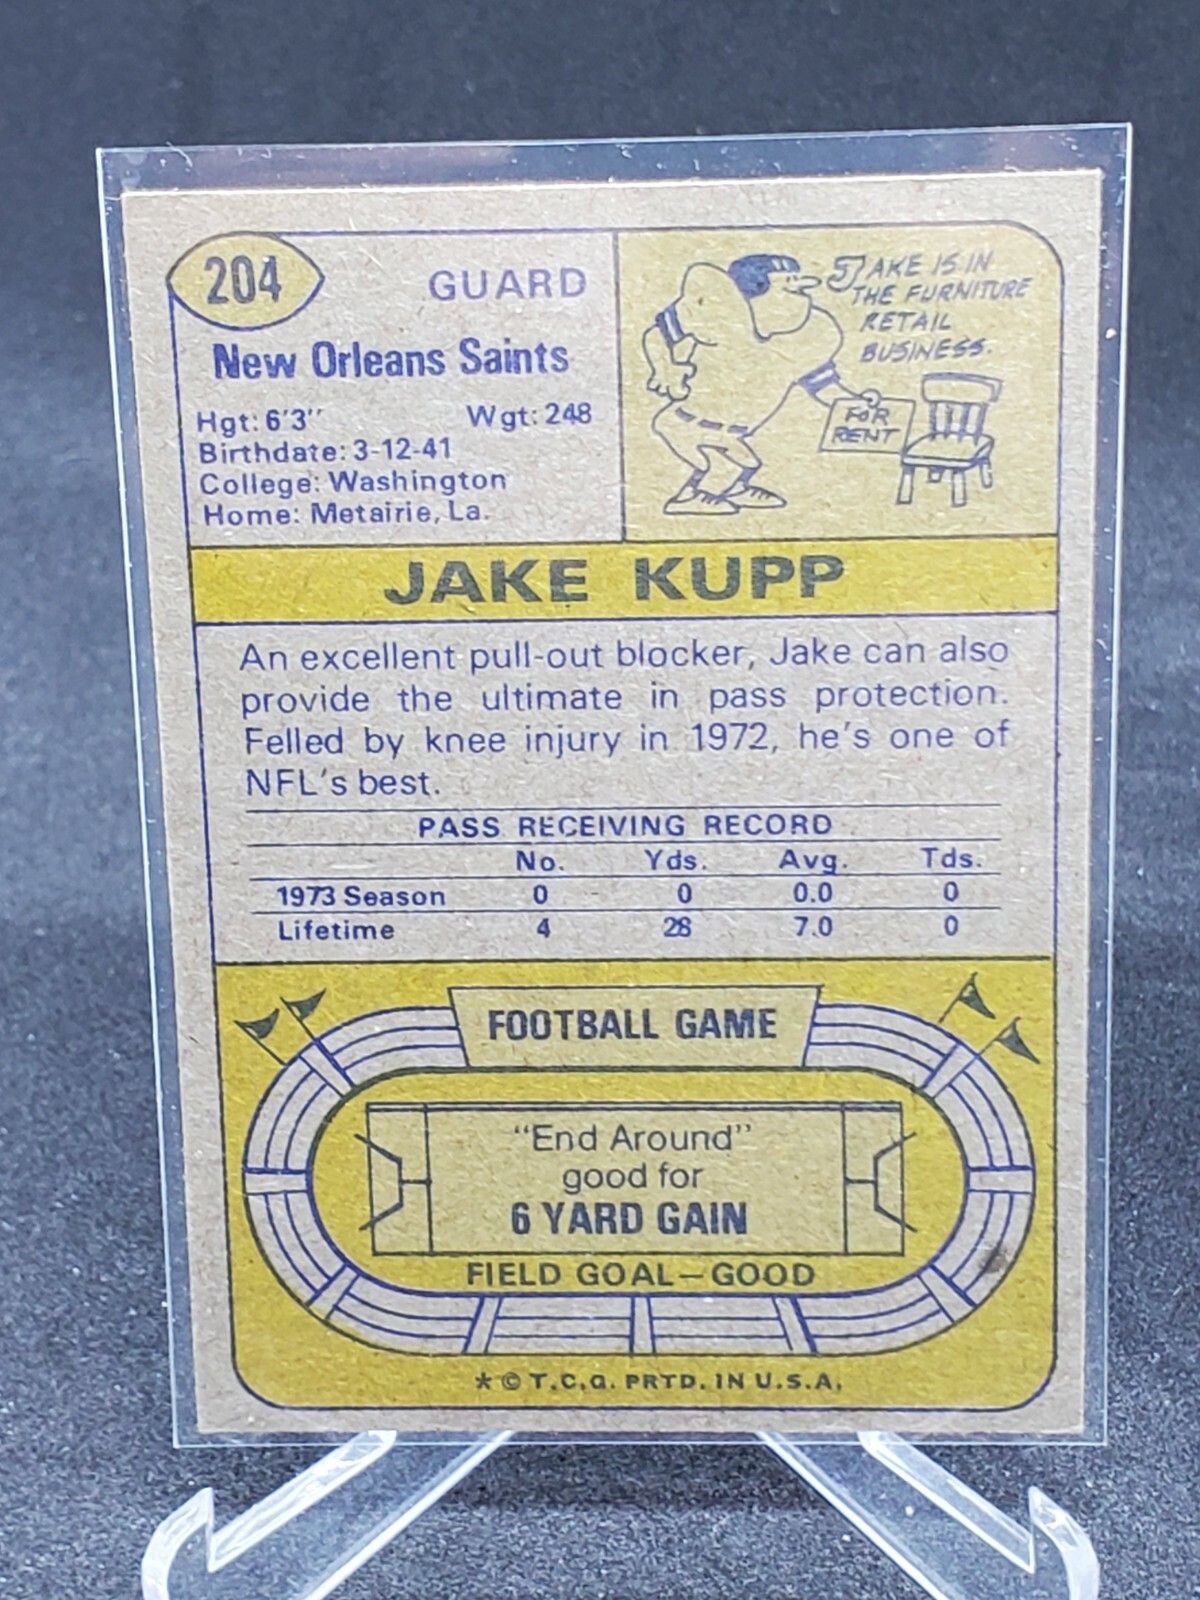 204
GUARD
New Orleans Saints
Hgt: 6'3" Wgt: 248
Birthdate: 3-12-41
College: Washington
Home: Metairie, La.
JAKE IS IN
THE FURNITURE
RETAIL
BUSINESS.
FOR
RENT
JAKE KUPP
An excellent pull-out blocker, Jake can also
provide the ultimate in pass protection.
Felled by knee injury in 1972, he's one of
NFL's best.
PASS RECEIVING RECORD
No. Yds. Avg. Tds.
1973 Season 0 0 0.0 0
Lifetime 4 28 7.0 0
FOOTBALL GAME
"End Around"
good for
6 YARD GAIN
FIELD GOAL—GOOD
* © T.C.G. PRTD. IN U.S.A.